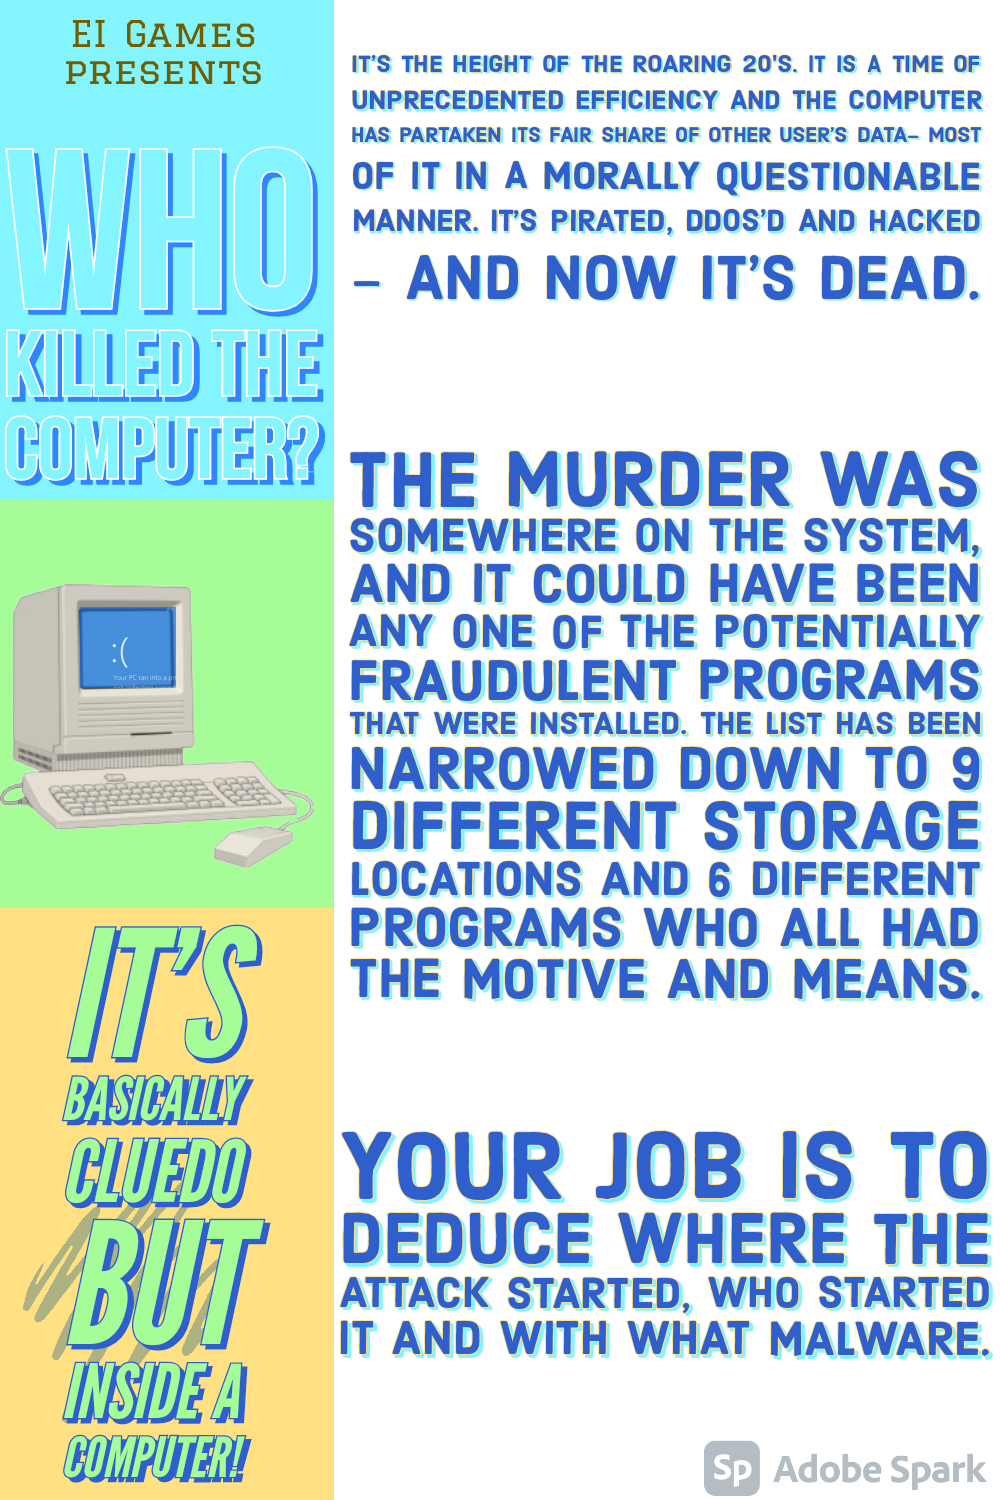 EI GAMES
PRESENTS
WHO
KILLED THE
COMPUTER?
:(
Your PC ran into a
IT'S
BASICALLY
CLUEDO
BUT
INSIDE A
COMPUTER!
IT'S THE HEIGHT OF THE ROARING 20'S. IT IS A TIME OF
UNPRECEDENTED EFFICIENCY AND THE COMPUTER
HAS PARTAKEN ITS FAIR SHARE OF OTHER USER'S DATA– MOST
OF IT IN A MORALLY QUESTIONABLE
MANNER. IT'S PIRATED, DDOS'D AND HACKED
– AND NOW IT'S DEAD.
THE MURDER WAS
SOMEWHERE ON THE SYSTEM,
AND IT COULD HAVE BEEN
ANY ONE OF THE POTENTIALLY
FRAUDULENT PROGRAMS
THAT WERE INSTALLED. THE LIST HAS BEEN
NARROWED DOWN TO 9
DIFFERENT STORAGE
LOCATIONS AND 6 DIFFERENT
PROGRAMS WHO ALL HAD
THE MOTIVE AND MEANS.
YOUR JOB IS TO
DEDUCE WHERE THE
ATTACK STARTED, WHO STARTED
IT AND WITH WHAT MALWARE.
Sp Adobe Spark